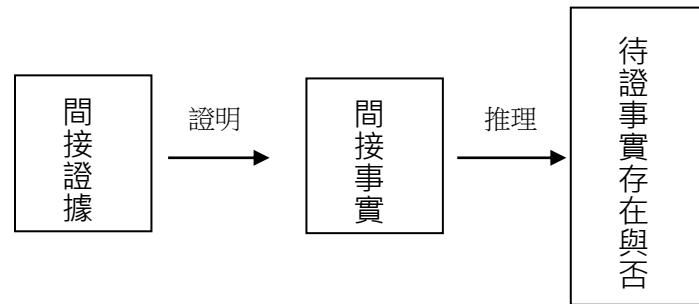 間接證據
證明
間接事實
推理
待證事實存在與否